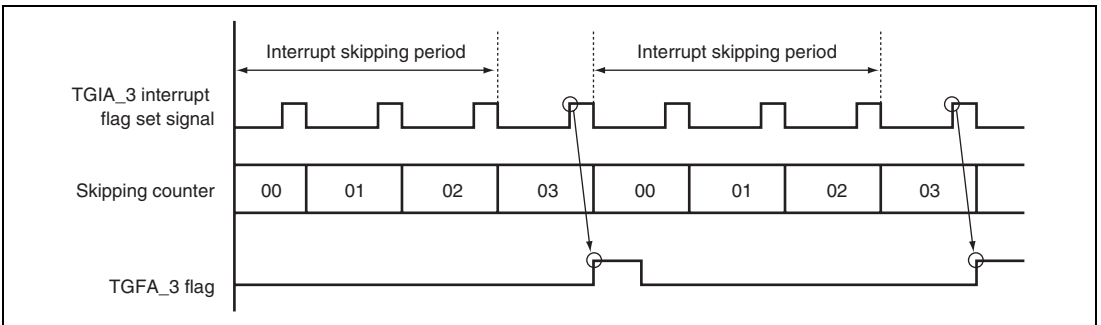 Interrupt skipping period Interrupt skipping period
TGIA_3 interrupt
flag set signal
Skipping counter 00 01 02 03 00 01 02 03
TGFA_3 flag